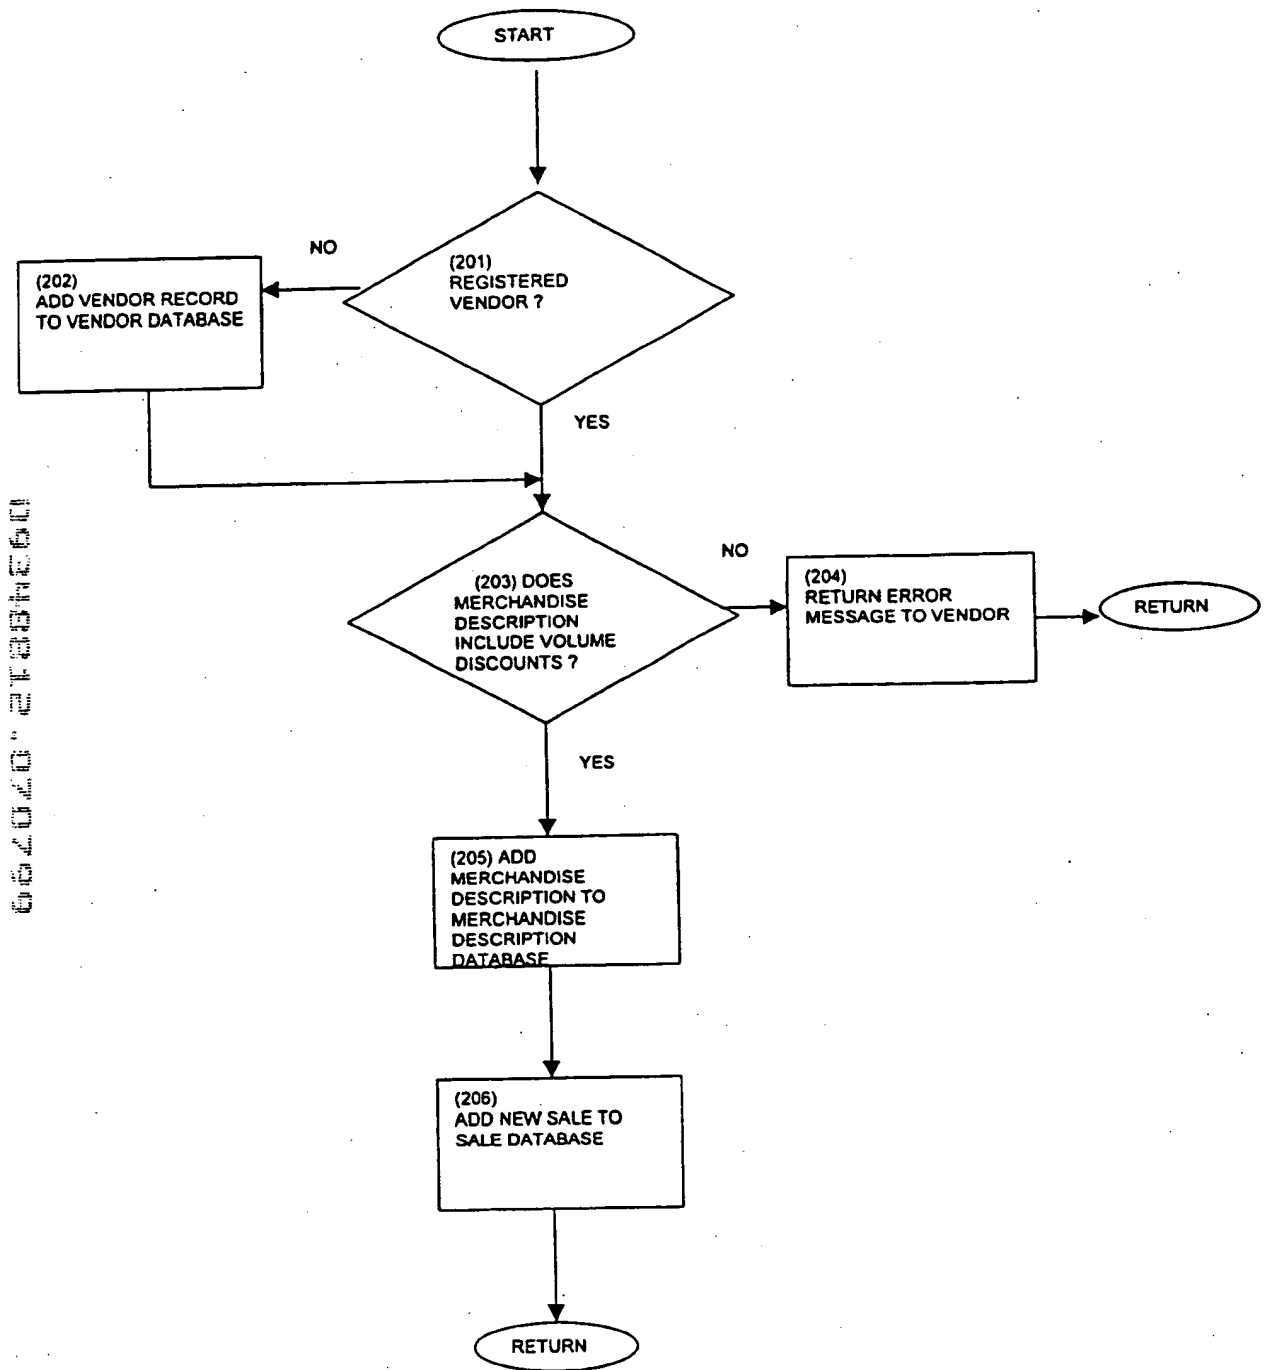 START
NO
(201)
REGISTERED
VENDOR ?
(202)
ADD VENDOR RECORD
TO VENDOR DATABASE
YES
NO
(203) DOES
MERCHANDISE
DESCRIPTION
INCLUDE VOLUME
DISCOUNTS ?
(204)
RETURN ERROR
MESSAGE TO VENDOR
RETURN
YES
(205) ADD
MERCHANDISE
DESCRIPTION TO
MERCHANDISE
DESCRIPTION
DATABASE
(206)
ADD NEW SALE TO
SALE DATABASE
RETURN